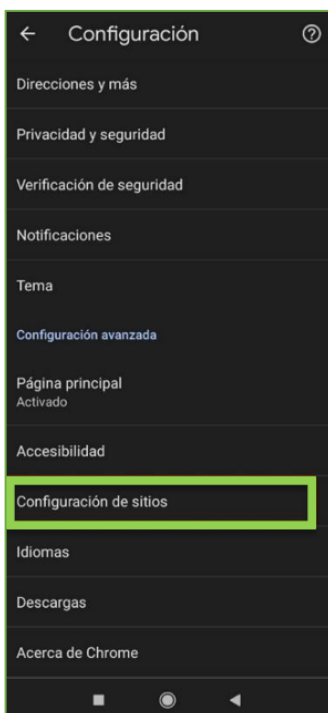 Configuración
Direcciones y más
Privacidad y seguridad
Verificación de seguridad
Notificaciones
Tema
Configuración avanzada
Página principal
Activado
Accesibilidad
Configuración de sitios
Idiomas
Descargas
Acerca de Chrome